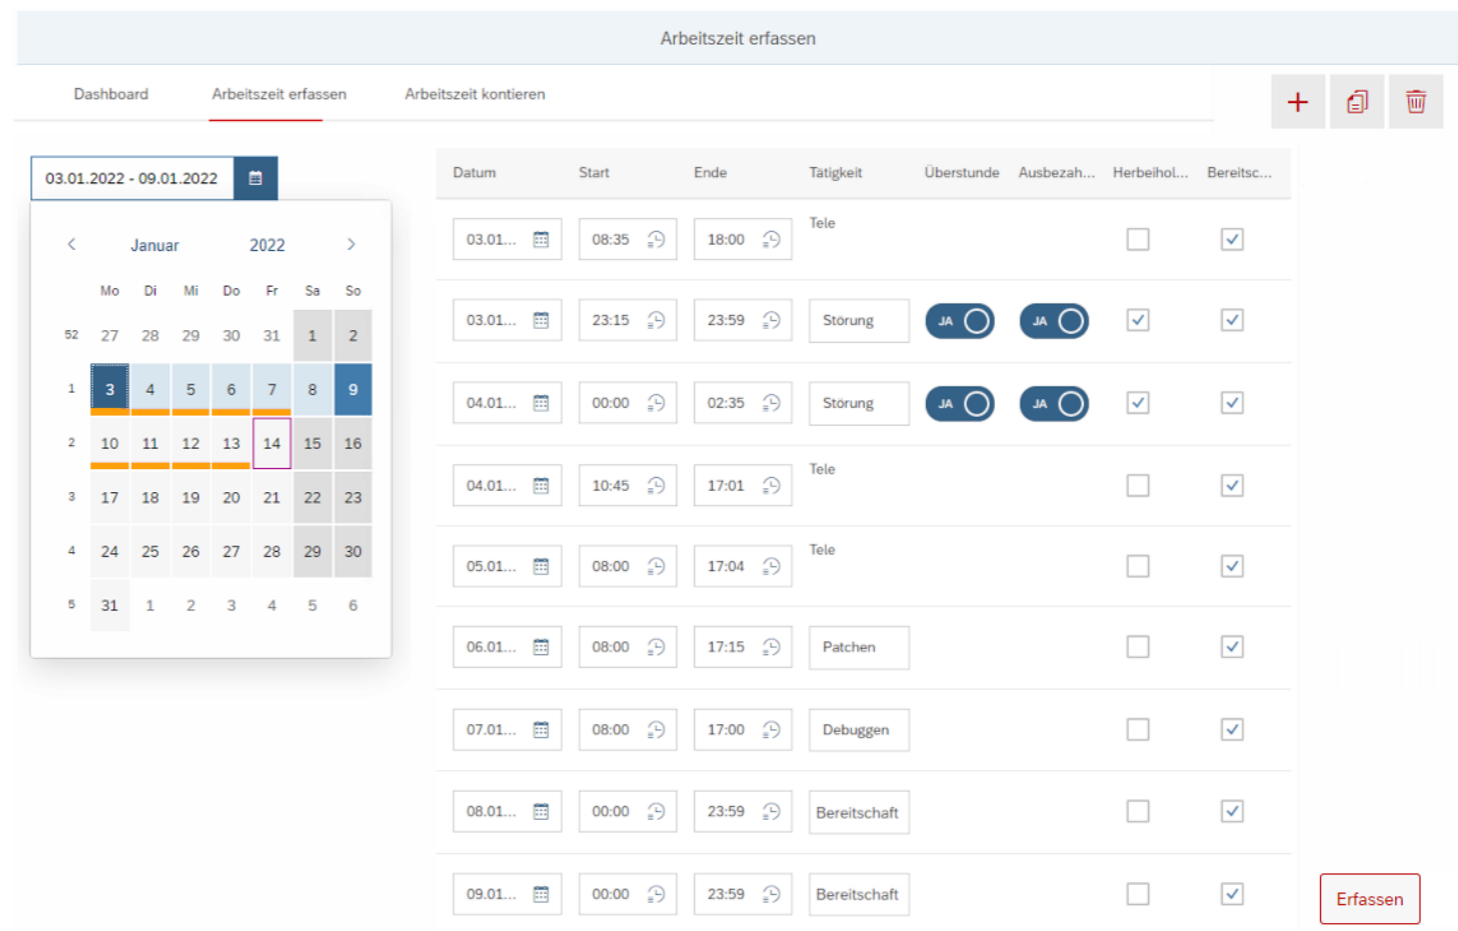 Arbeitszeit erfassen
Dashboard Arbeitszeit erfassen Arbeitszeit kontieren
03.01.2022 - 09.01.2022
Januar 2022
Mo Di Mi Do Fr Sa So
52 27 28 29 30 31 1 2
1 3 4 5 6 7 8 9
2 10 11 12 13 14 15 16
3 17 18 19 20 21 22 23
4 24 25 26 27 28 29 30
5 31 1 2 3 4 5 6
Datum Start Ende Tätigkeit Überstunde Ausbezah... Herbeihol... Bereitsc...
03.01... 08:35 18:00 Tele
03.01... 23:15 23:59 Störung JA JA
04.01... 00:00 02:35 Störung JA JA
04.01... 10:45 17:01 Tele
05.01... 08:00 17:04 Tele
06.01... 08:00 17:15 Patchen
07.01... 08:00 17:00 Debuggen
08.01... 00:00 23:59 Bereitschaft
09.01... 00:00 23:59 Bereitschaft
Erfassen